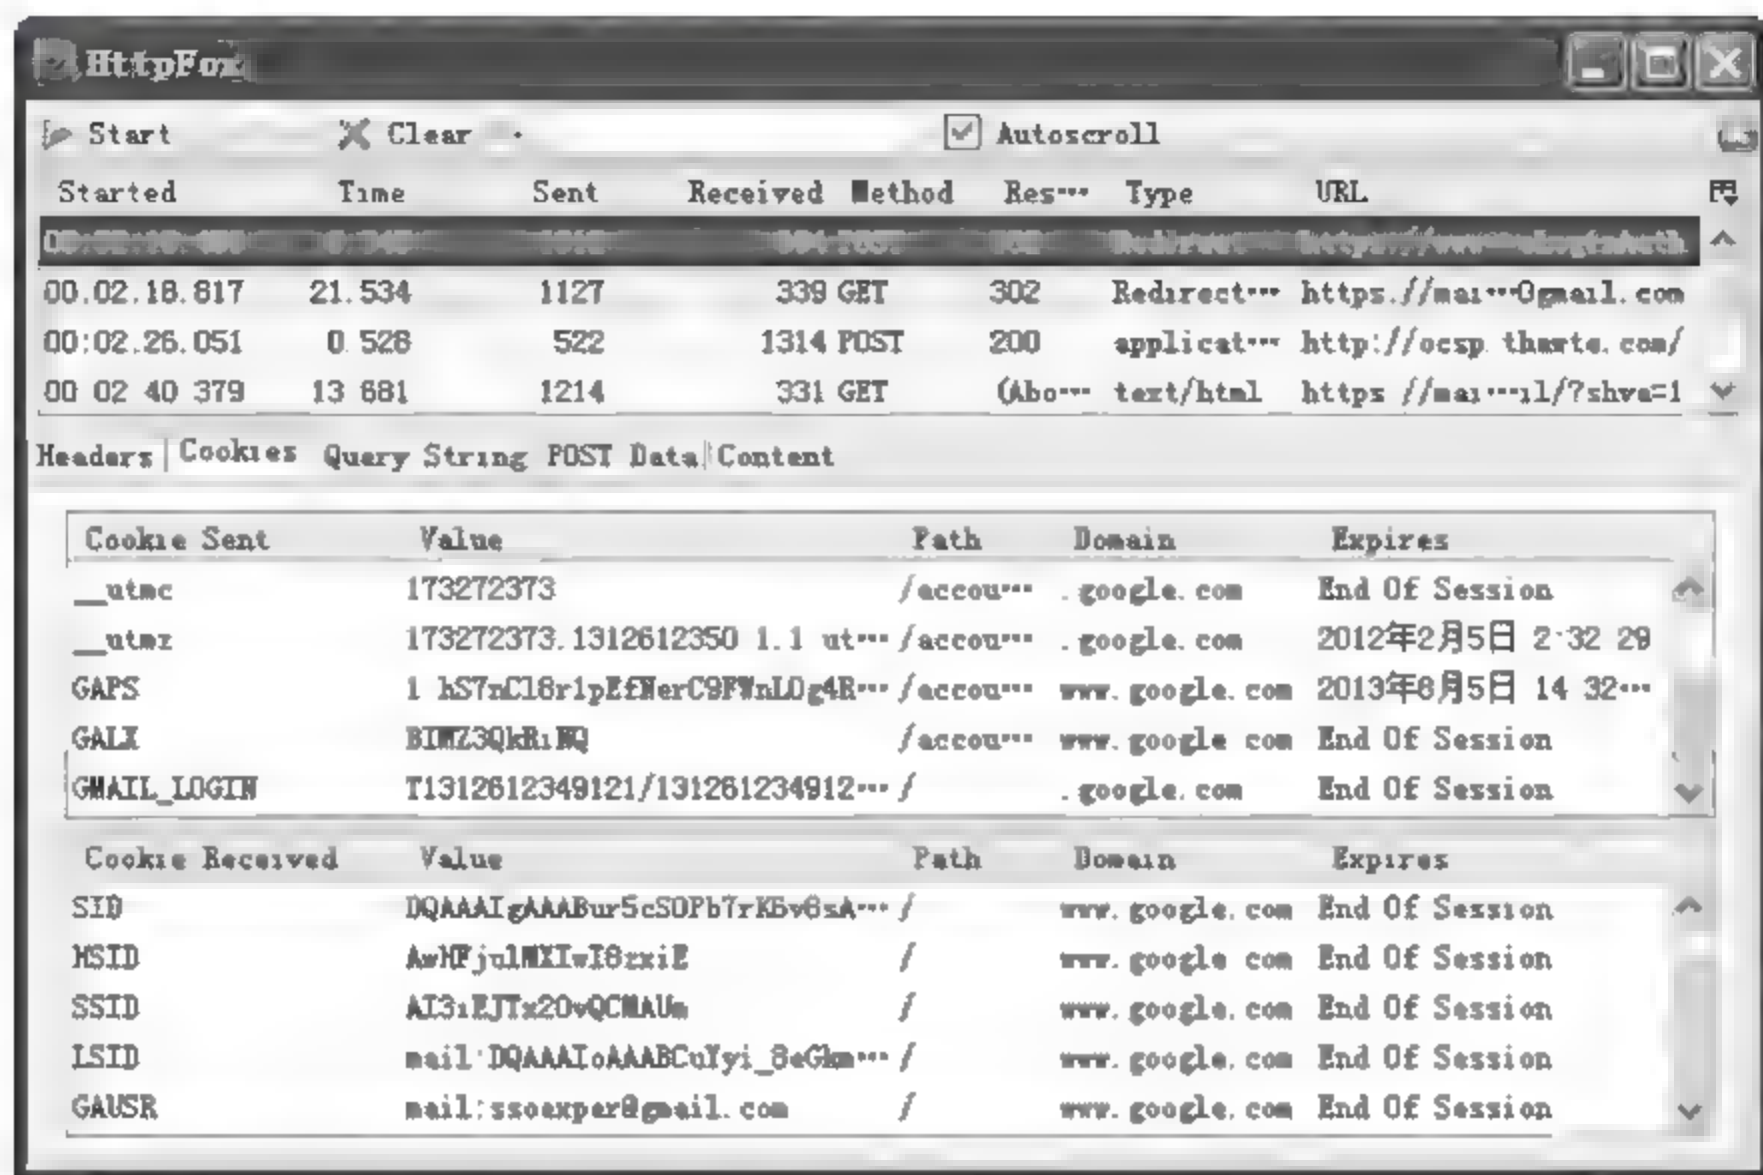 HttpFox
Start Clear Autoscroll
Started Time Sent Received Method Res… Type URL
00.02.18.817 21.534 1127 339 GET 302 Redirect… https.//mai…0gmail.com
00:02.26.051 0 528 522 1314 POST 200 applicat… http://ocsp thawte.com/
00 02 40 379 13 681 1214 331 GET (Abo… text/html https //mai…il/?shva=1
Headers Cookies Query String POST Data Content
Cookie Sent Value Path Domain Expires
__utmc 173272373 /accou… .google.com End Of Session
__utmz 173272373.1312612350 1.1 ut… /accou… .google.com 2012年2月5日 2:32 29
GAPS /accou… www.google.com 2013年8月5日 14 32…
GALX /accou… www.google com End Of Session
GMAIL_LOGIN T1312612349121/131261234912… / .google.com End Of Session
Cookie Received Value Path Domain Expires
SID / www.google.com End Of Session
HSID / www.google com End Of Session
SSID / www.google.com End Of Session
LSID / www.google.com End Of Session
GAUSR mail:ssoexper@gmail.com / www.google.com End Of Session